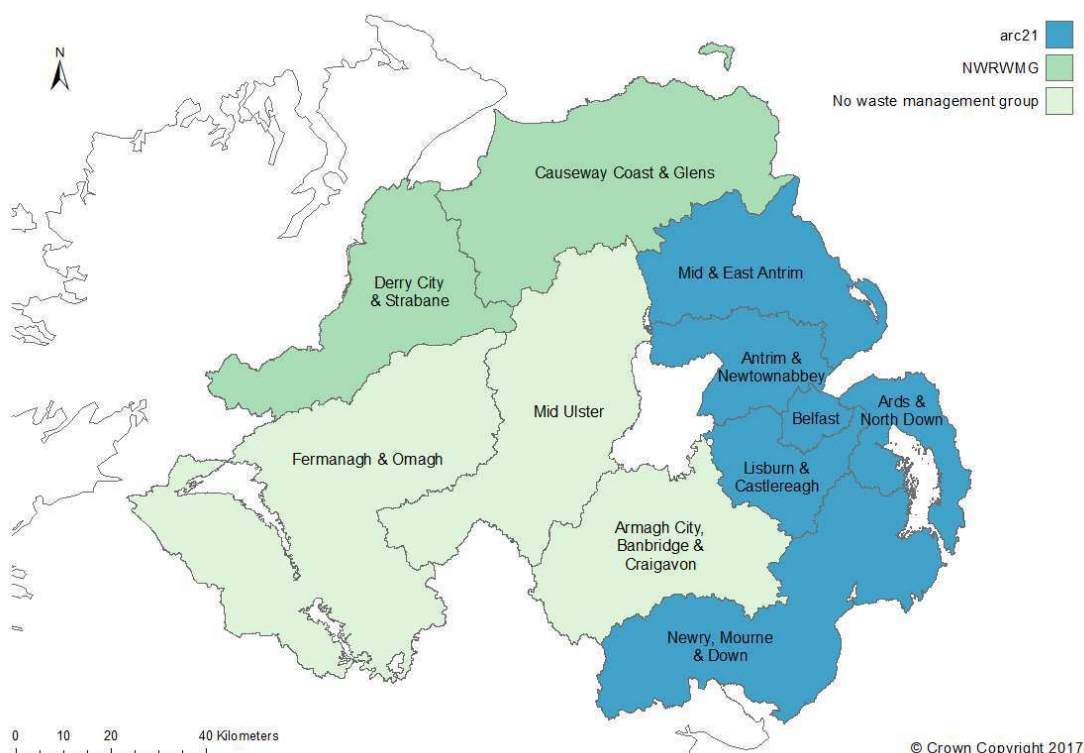 N
arc21
NWRWMG
No waste management group
Causeway Coast & Glens
Derry City
& Strabane
Mid & East Antrim
Antrim &
Newtownabbey
Belfast
Ards &
North Down
Mid Ulster
Fermanagh & Omagh
Lisburn &
Castlereagh
Armagh City,
Banbridge &
Craigavon
Newry, Mourne
& Down
0 10 20 40 Kilometers
© Crown Copyright 2017